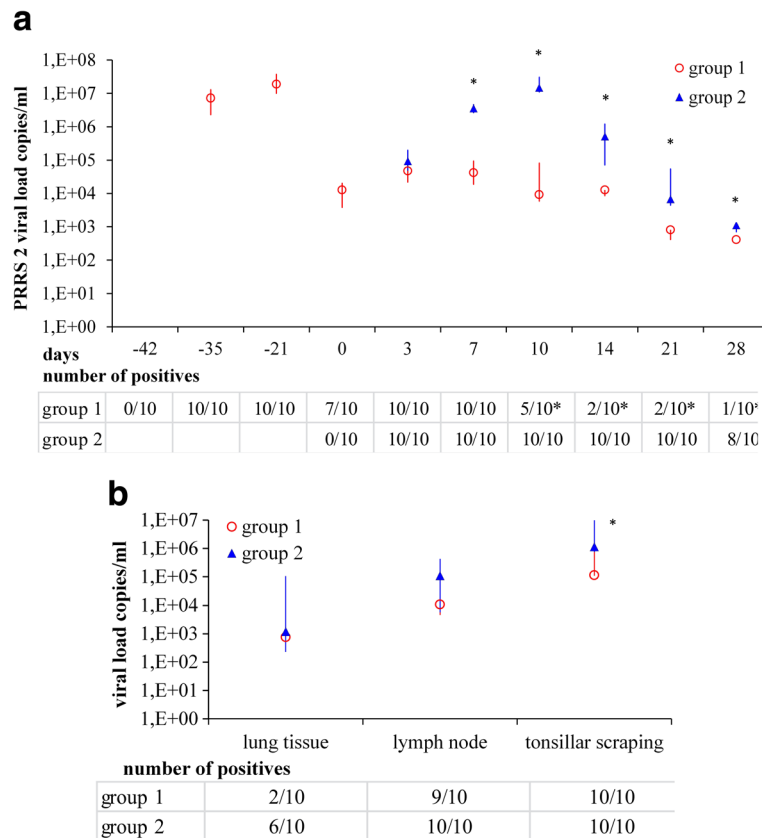 a
1,E+08
group 1
1,E+07
group 2
1,E+06
1,E+05
1,E+04
1,E+03
1,E+02
1,E+01
1,E+00
PRRS 2 viral load copies/ml
* * * * * *
days -42 -35 -21 0 3 7 10 14 21 28
number of positives
group 1 0/10 10/10 10/10 7/10 10/10 10/10 5/10* 2/10* 2/10* 1/10*
group 2 0/10 10/10 10/10 10/10 10/10 10/10 8/10
b
1,E+07
group 1
*
1,E+06
group 2
1,E+05
1,E+04
1,E+03
1,E+02
1,E+01
1,E+00
viral load copies/ml
lung tissue lymph node tonsillar scraping
number of positives
group 1 2/10 9/10 10/10
group 2 6/10 10/10 10/10